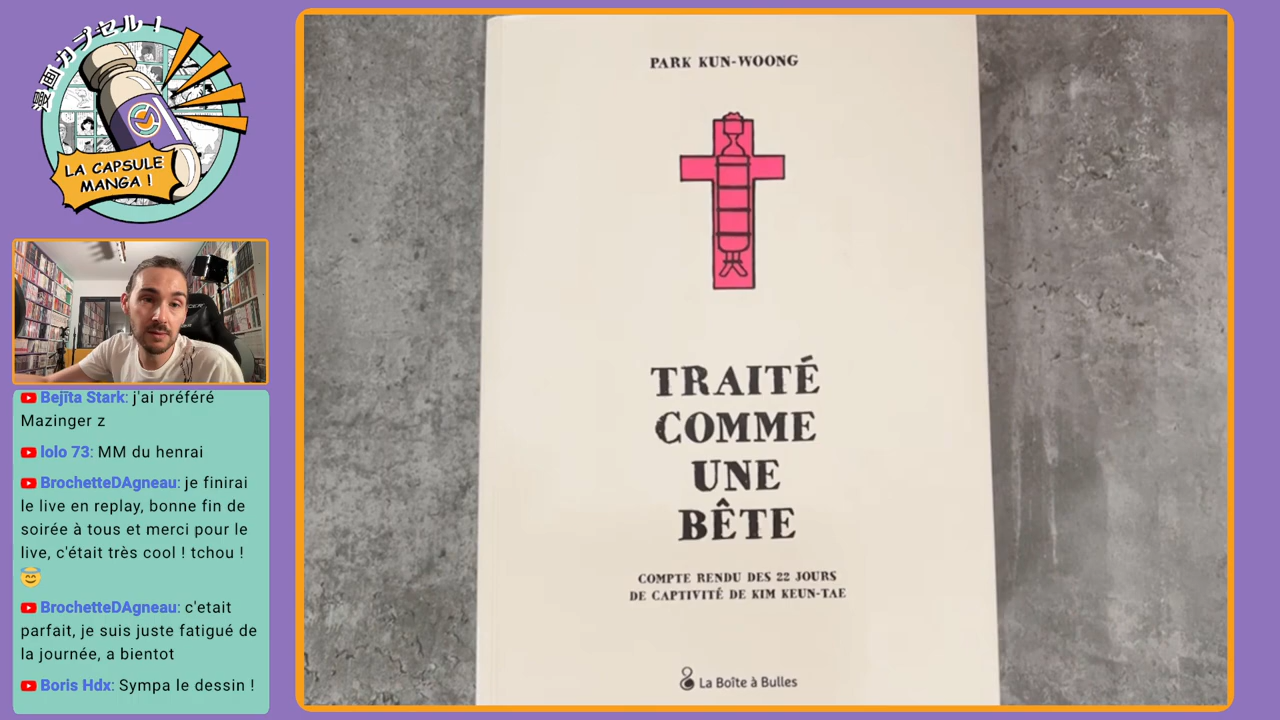 漫画カプセル!
LA CAPSULE
MANGA !
Bejīta Stark: j'ai préféré
Mazinger z
lolo 73: MM du henrai
BrochetteDAgneau: je finirai
le live en replay, bonne fin de
soirée à tous et merci pour le
live, c'était très cool ! tchou !
BrochetteDAgneau: c'etait
parfait, je suis juste fatigué de
la journée, a bientot
Boris Hdx: Sympa le dessin !
PARK KUN-WOONG
TRAITÉ
COMME
UNE
BÊTE
COMPTE RENDU DES 22 JOURS
DE CAPTIVITÉ DE KIM KEUN-TAE
La Boîte à Bulles